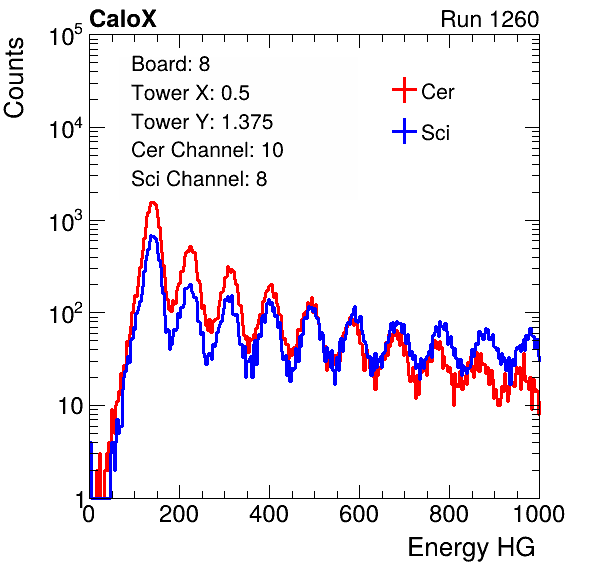 CaloX Run 1260
Counts
10^5
10^4
10^3
10^2
10
1
Board: 8
Tower X: 0.5
Tower Y: 1.375
Cer Channel: 10
Sci Channel: 8
Cer
Sci
0 200 400 600 800 1000
Energy HG